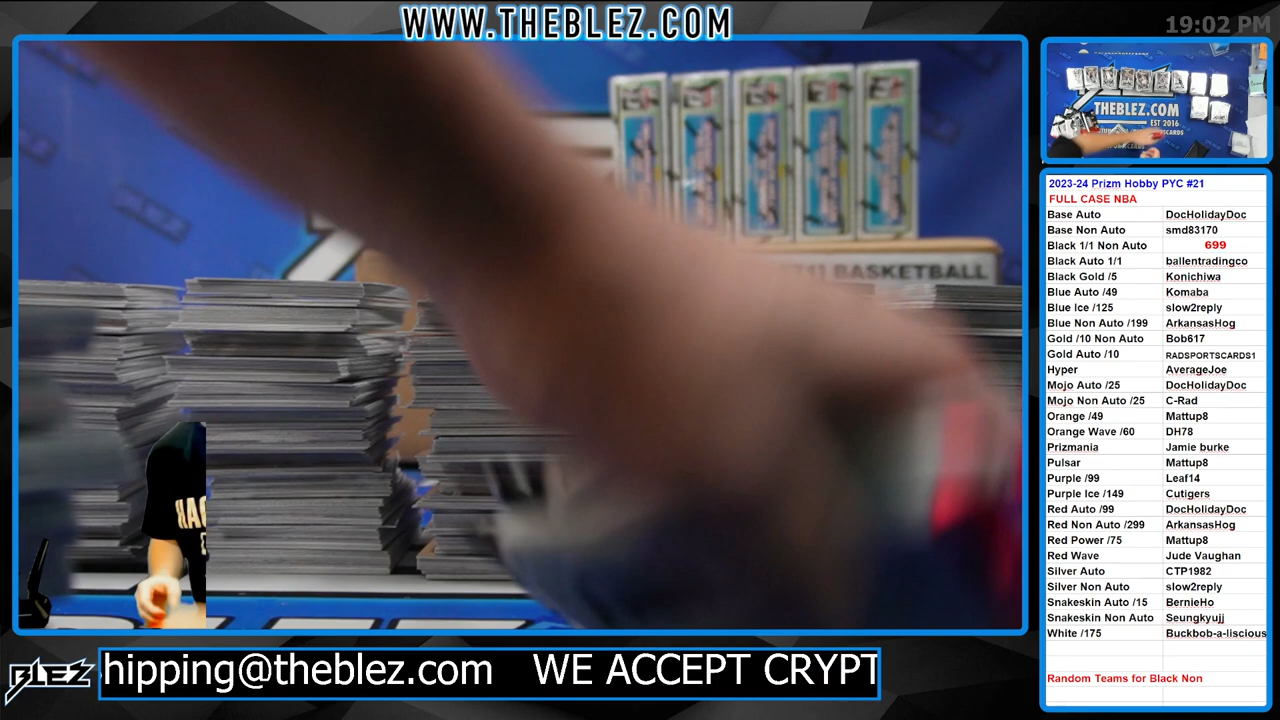 WWW.THEBLEZ.COM
19:02 PM
THEBLEZ.COM
EST 2016
BASKETBALL
2023-24 Prizm Hobby PYC #21
FULL CASE NBA
Base Auto DocHolidayDoc
Base Non Auto smd83170
Black 1/1 Non Auto 699
Black Auto 1/1 ballentradingco
Black Gold /5 Konichiwa
Blue Auto /49 Komaba
Blue Ice /125 slow2reply
Blue Non Auto /199 ArkansasHog
Gold /10 Non Auto Bob617
Gold Auto /10 RADSPORTSCARDS1
Hyper AverageJoe
Mojo Auto /25 DocHolidayDoc
Mojo Non Auto /25 C-Rad
Orange /49 Mattup8
Orange Wave /60 DH78
Prizmania Jamie burke
Pulsar Mattup8
Purple /99 Leaf14
Purple Ice /149 Cutigers
Red Auto /99 DocHolidayDoc
Red Non Auto /299 ArkansasHog
Red Power /75 Mattup8
Red Wave Jude Vaughan
Silver Auto CTP1982
Silver Non Auto slow2reply
Snakeskin Auto /15 BernieHo
Snakeskin Non Auto Seungkyujj
White /175 Buckbob-a-liscious
Random Teams for Black Non
BLEZ
hipping@theblez.com WE ACCEPT CRYPT